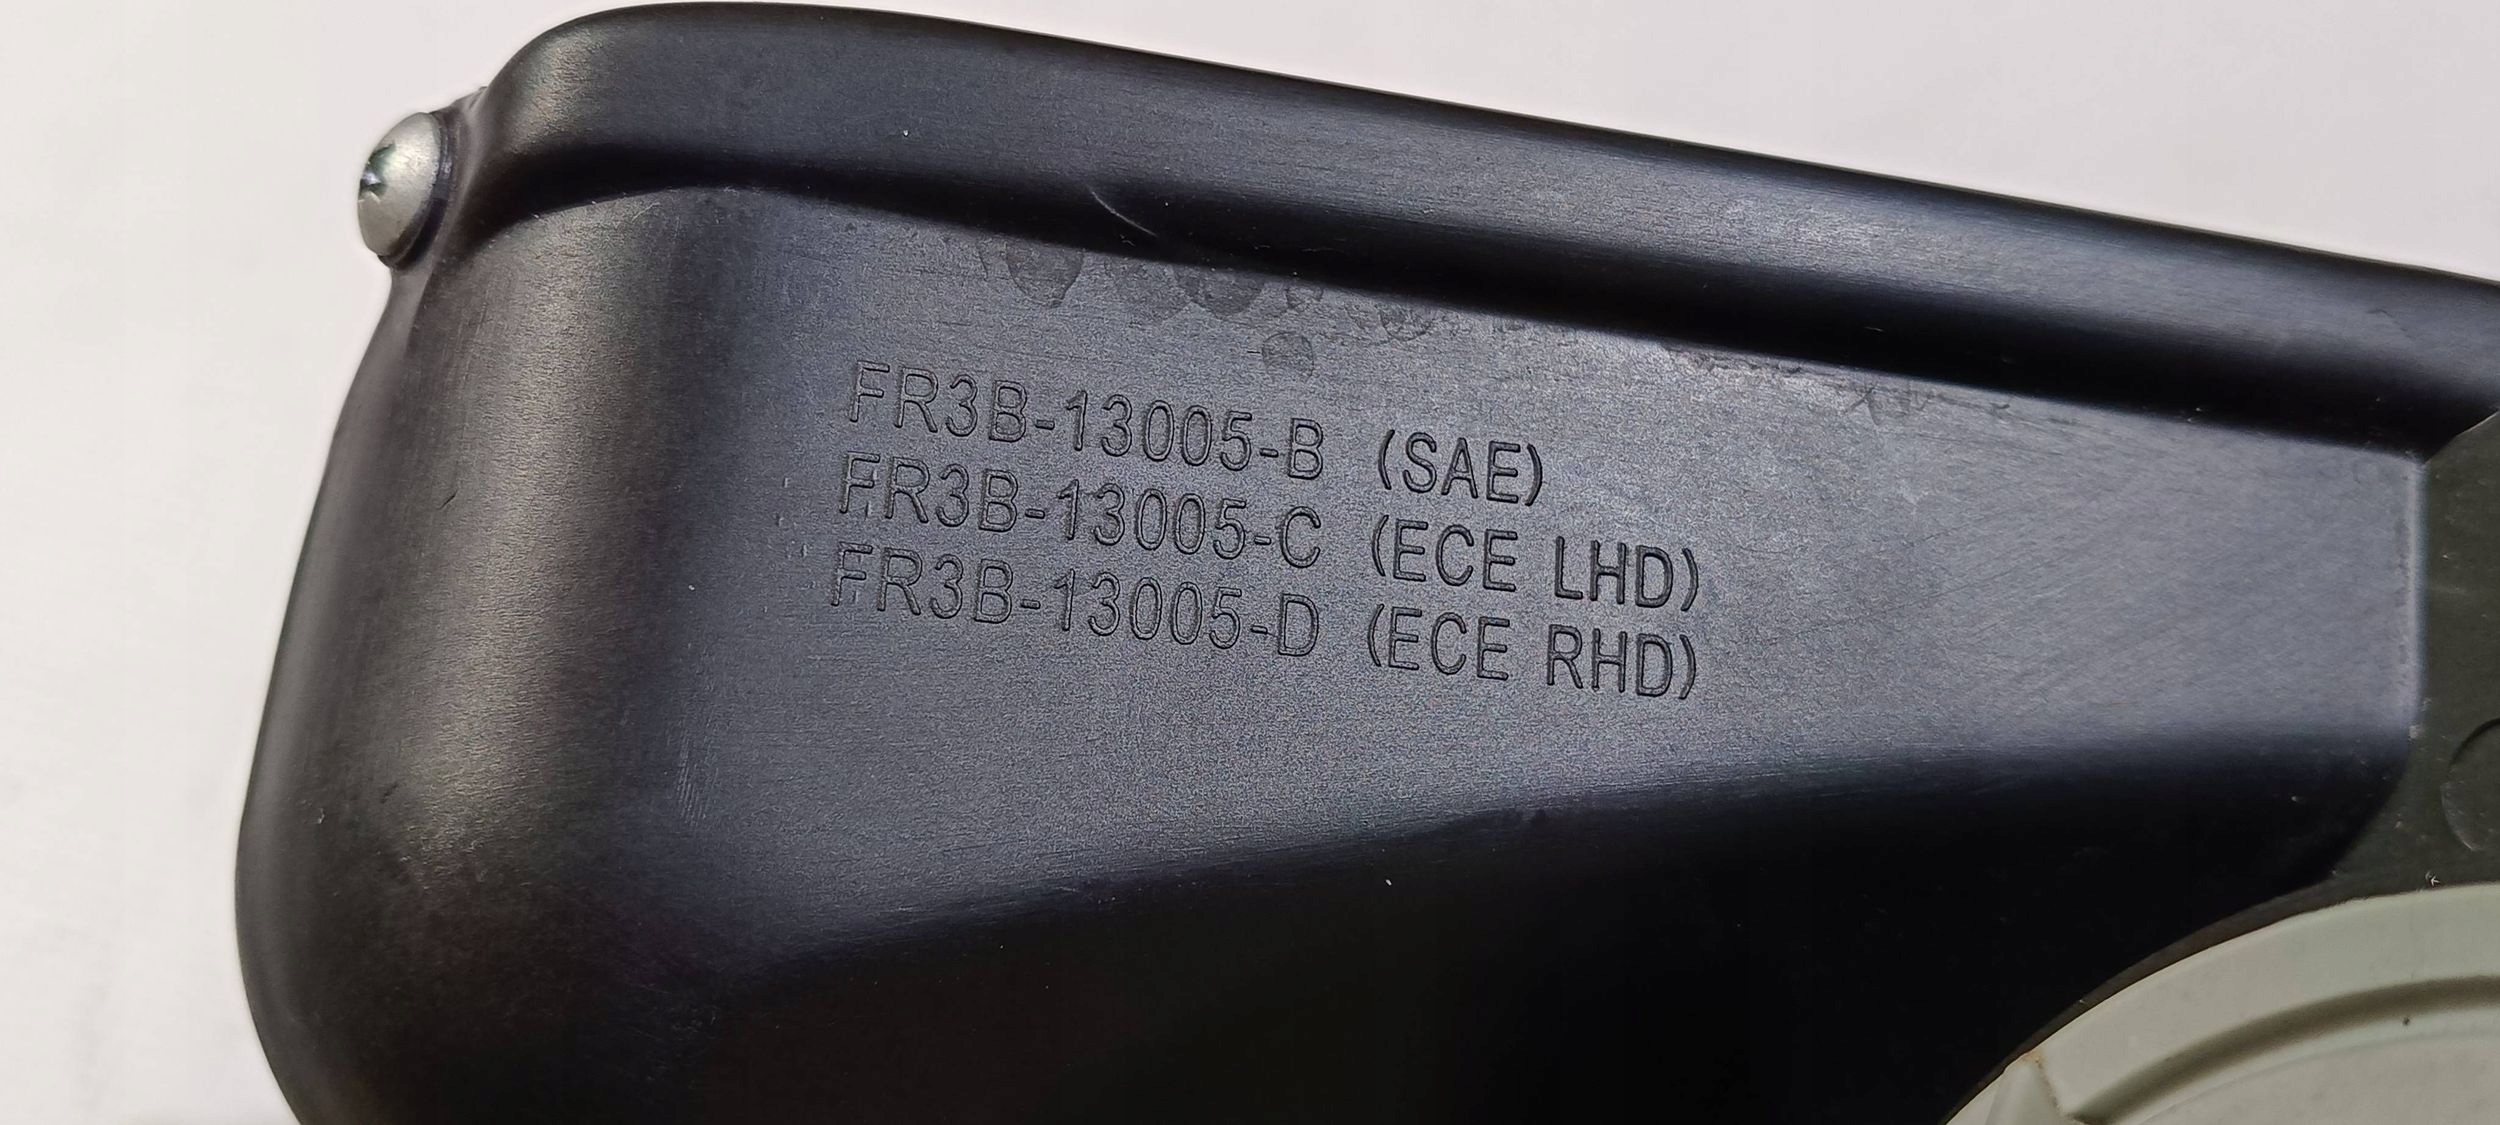 FR3B-13005-B (SAE)
FR3B-13005-C (ECE LHD)
FR3B-13005-D (ECE RHD)